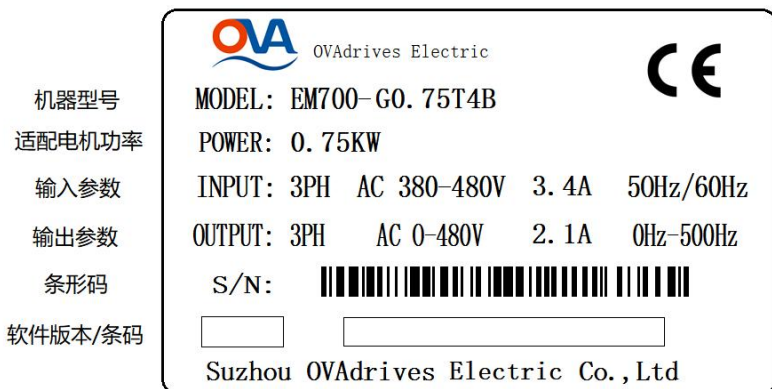 OVA OVAdrives Electric CE
机器型号 MODEL: EM700-G0.75T4B
适配电机功率 POWER: 0.75KW
输入参数 INPUT: 3PH AC 380-480V 3.4A 50Hz/60Hz
输出参数 OUTPUT: 3PH AC 0-480V 2.1A 0Hz-500Hz
条形码 S/N:
软件版本/条码
Suzhou OVAdrives Electric Co.,Ltd